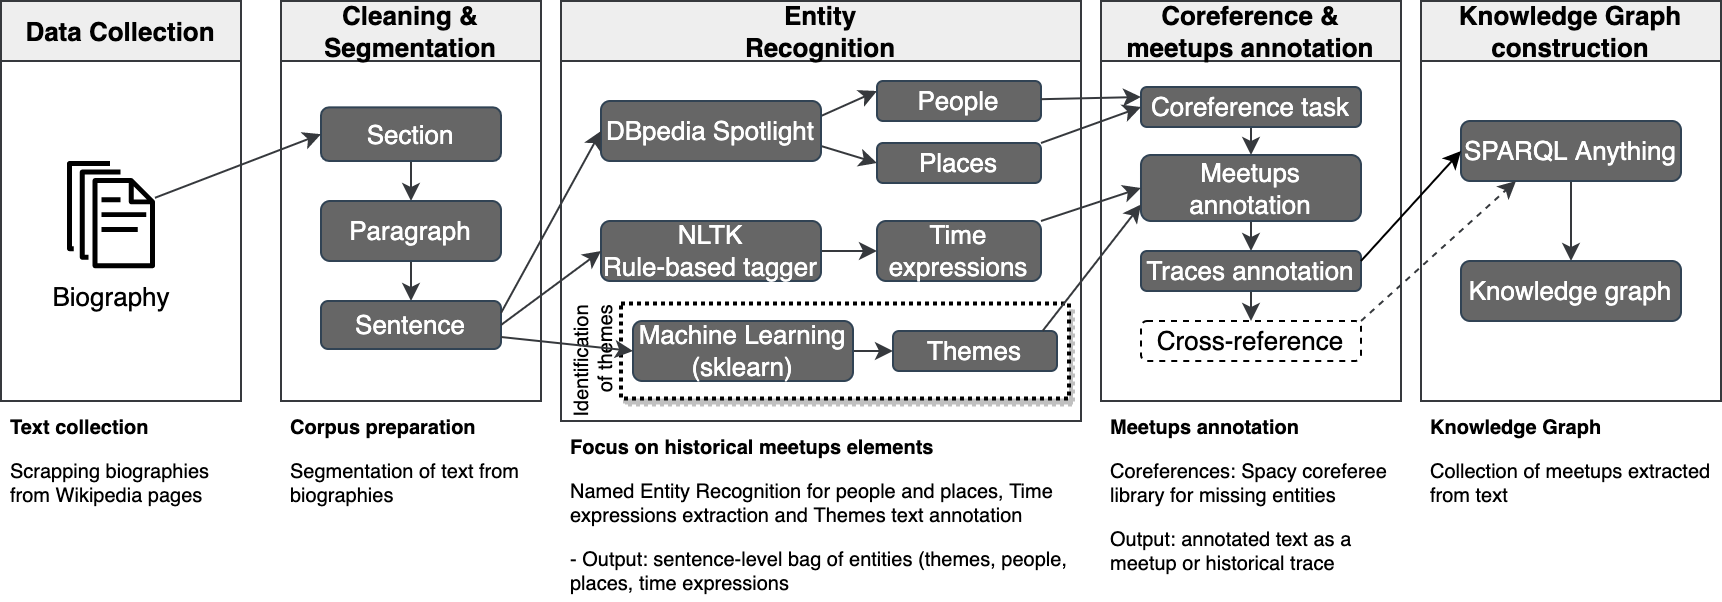 Data Collection
Biography
Text collection
Scrapping biographies
from Wikipedia pages
Cleaning &
Segmentation
Section
Paragraph
Sentence
Corpus preparation
Segmentation of text from
biographies
Entity
Recognition
DBpedia Spotlight
People
Places
NLTK
Rule-based tagger
Time
expressions
Identification
of themes
Machine Learning
(sklearn)
Themes
Focus on historical meetups elements
Named Entity Recognition for people and places, Time
expressions extraction and Themes text annotation
- Output: sentence-level bag of entities (themes, people,
places, time expressions
Coreference &
meetups annotation
Coreference task
Meetups
annotation
Traces annotation
Cross-reference
Meetups annotation
Coreferences: Spacy coreferee
library for missing entities
Output: annotated text as a
meetup or historical trace
Knowledge Graph
construction
SPARQL Anything
Knowledge graph
Knowledge Graph
Collection of meetups extracted
from text